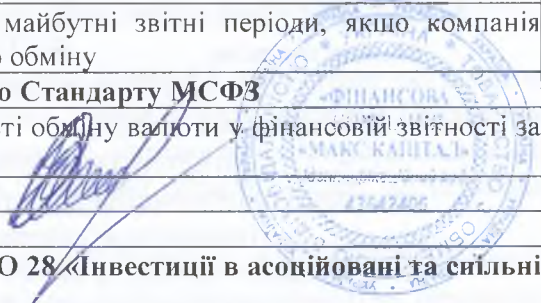 майбутні звітні періоди, якщо компанія
обміну
Стандарту МСФЗ
обміну валюти у фінансовій звітності за
28 «Інвестиції в асоційовані та спільні
«ФІНАНСОВА
«МАКС КАПІТАЛ»
42642406